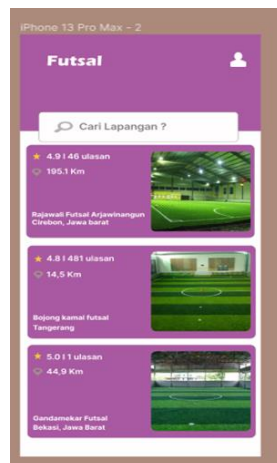 iPhone 13 Pro Max - 2
Futsal
Cari Lapangan ?
4.9 I 46 ulasan
195.1 Km
Rajawali Futsal Arjawinangun
Cirebon, Jawa barat
4.8 I 481 ulasan
14,5 Km
Bojong kamal futsal
Tangerang
5.0 I 1 ulasan
44,9 Km
Gandamekar Futsal
Bekasi, Jawa Barat